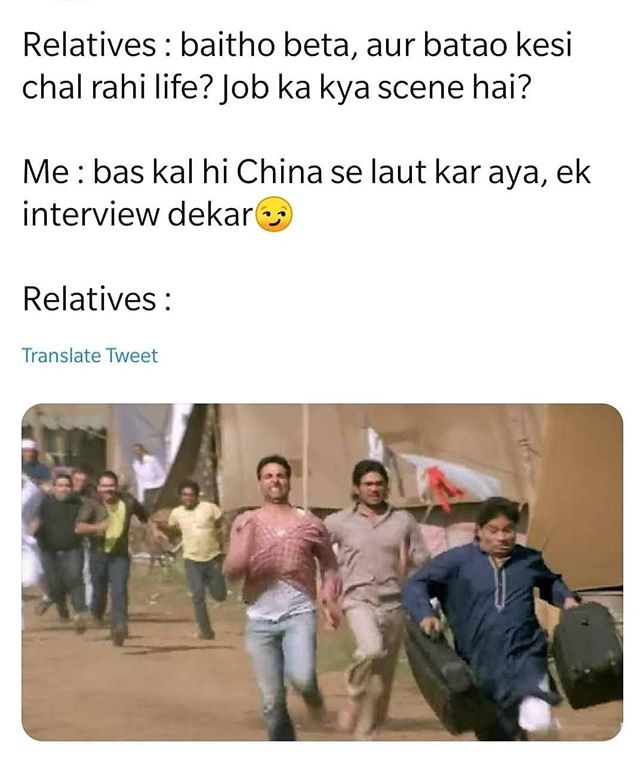 Relatives : baitho beta, aur batao kesi
chal rahi life? Job ka kya scene hai?
Me : bas kal hi China se laut kar aya, ek
interview dekar😏
Relatives :
Translate Tweet